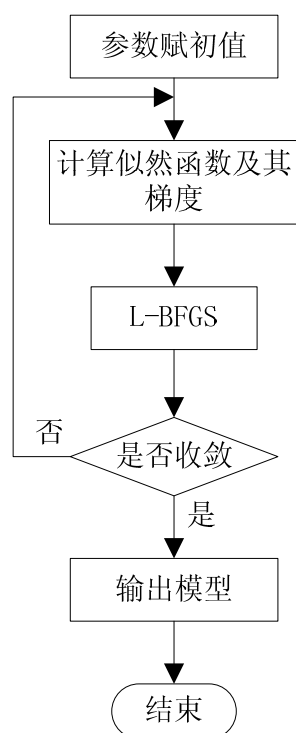 参数赋初值
计算似然函数及其
梯度
L-BFGS
否
是否收敛
是
输出模型
结束